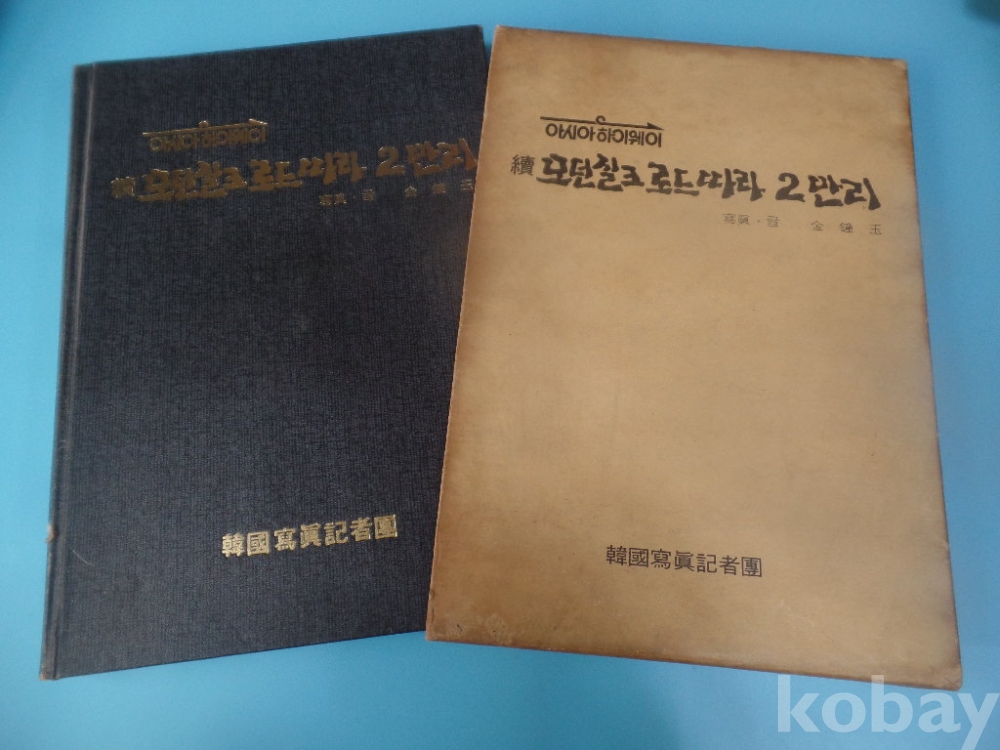 아시아하이웨이
續 모던실크로드따라 2만리
寫眞·글 金鐘玉
韓國寫眞記者團
아시아하이웨이
續 모던실크로드따라 2만리
寫眞·글 金鐘玉
韓國寫眞記者團
kobay